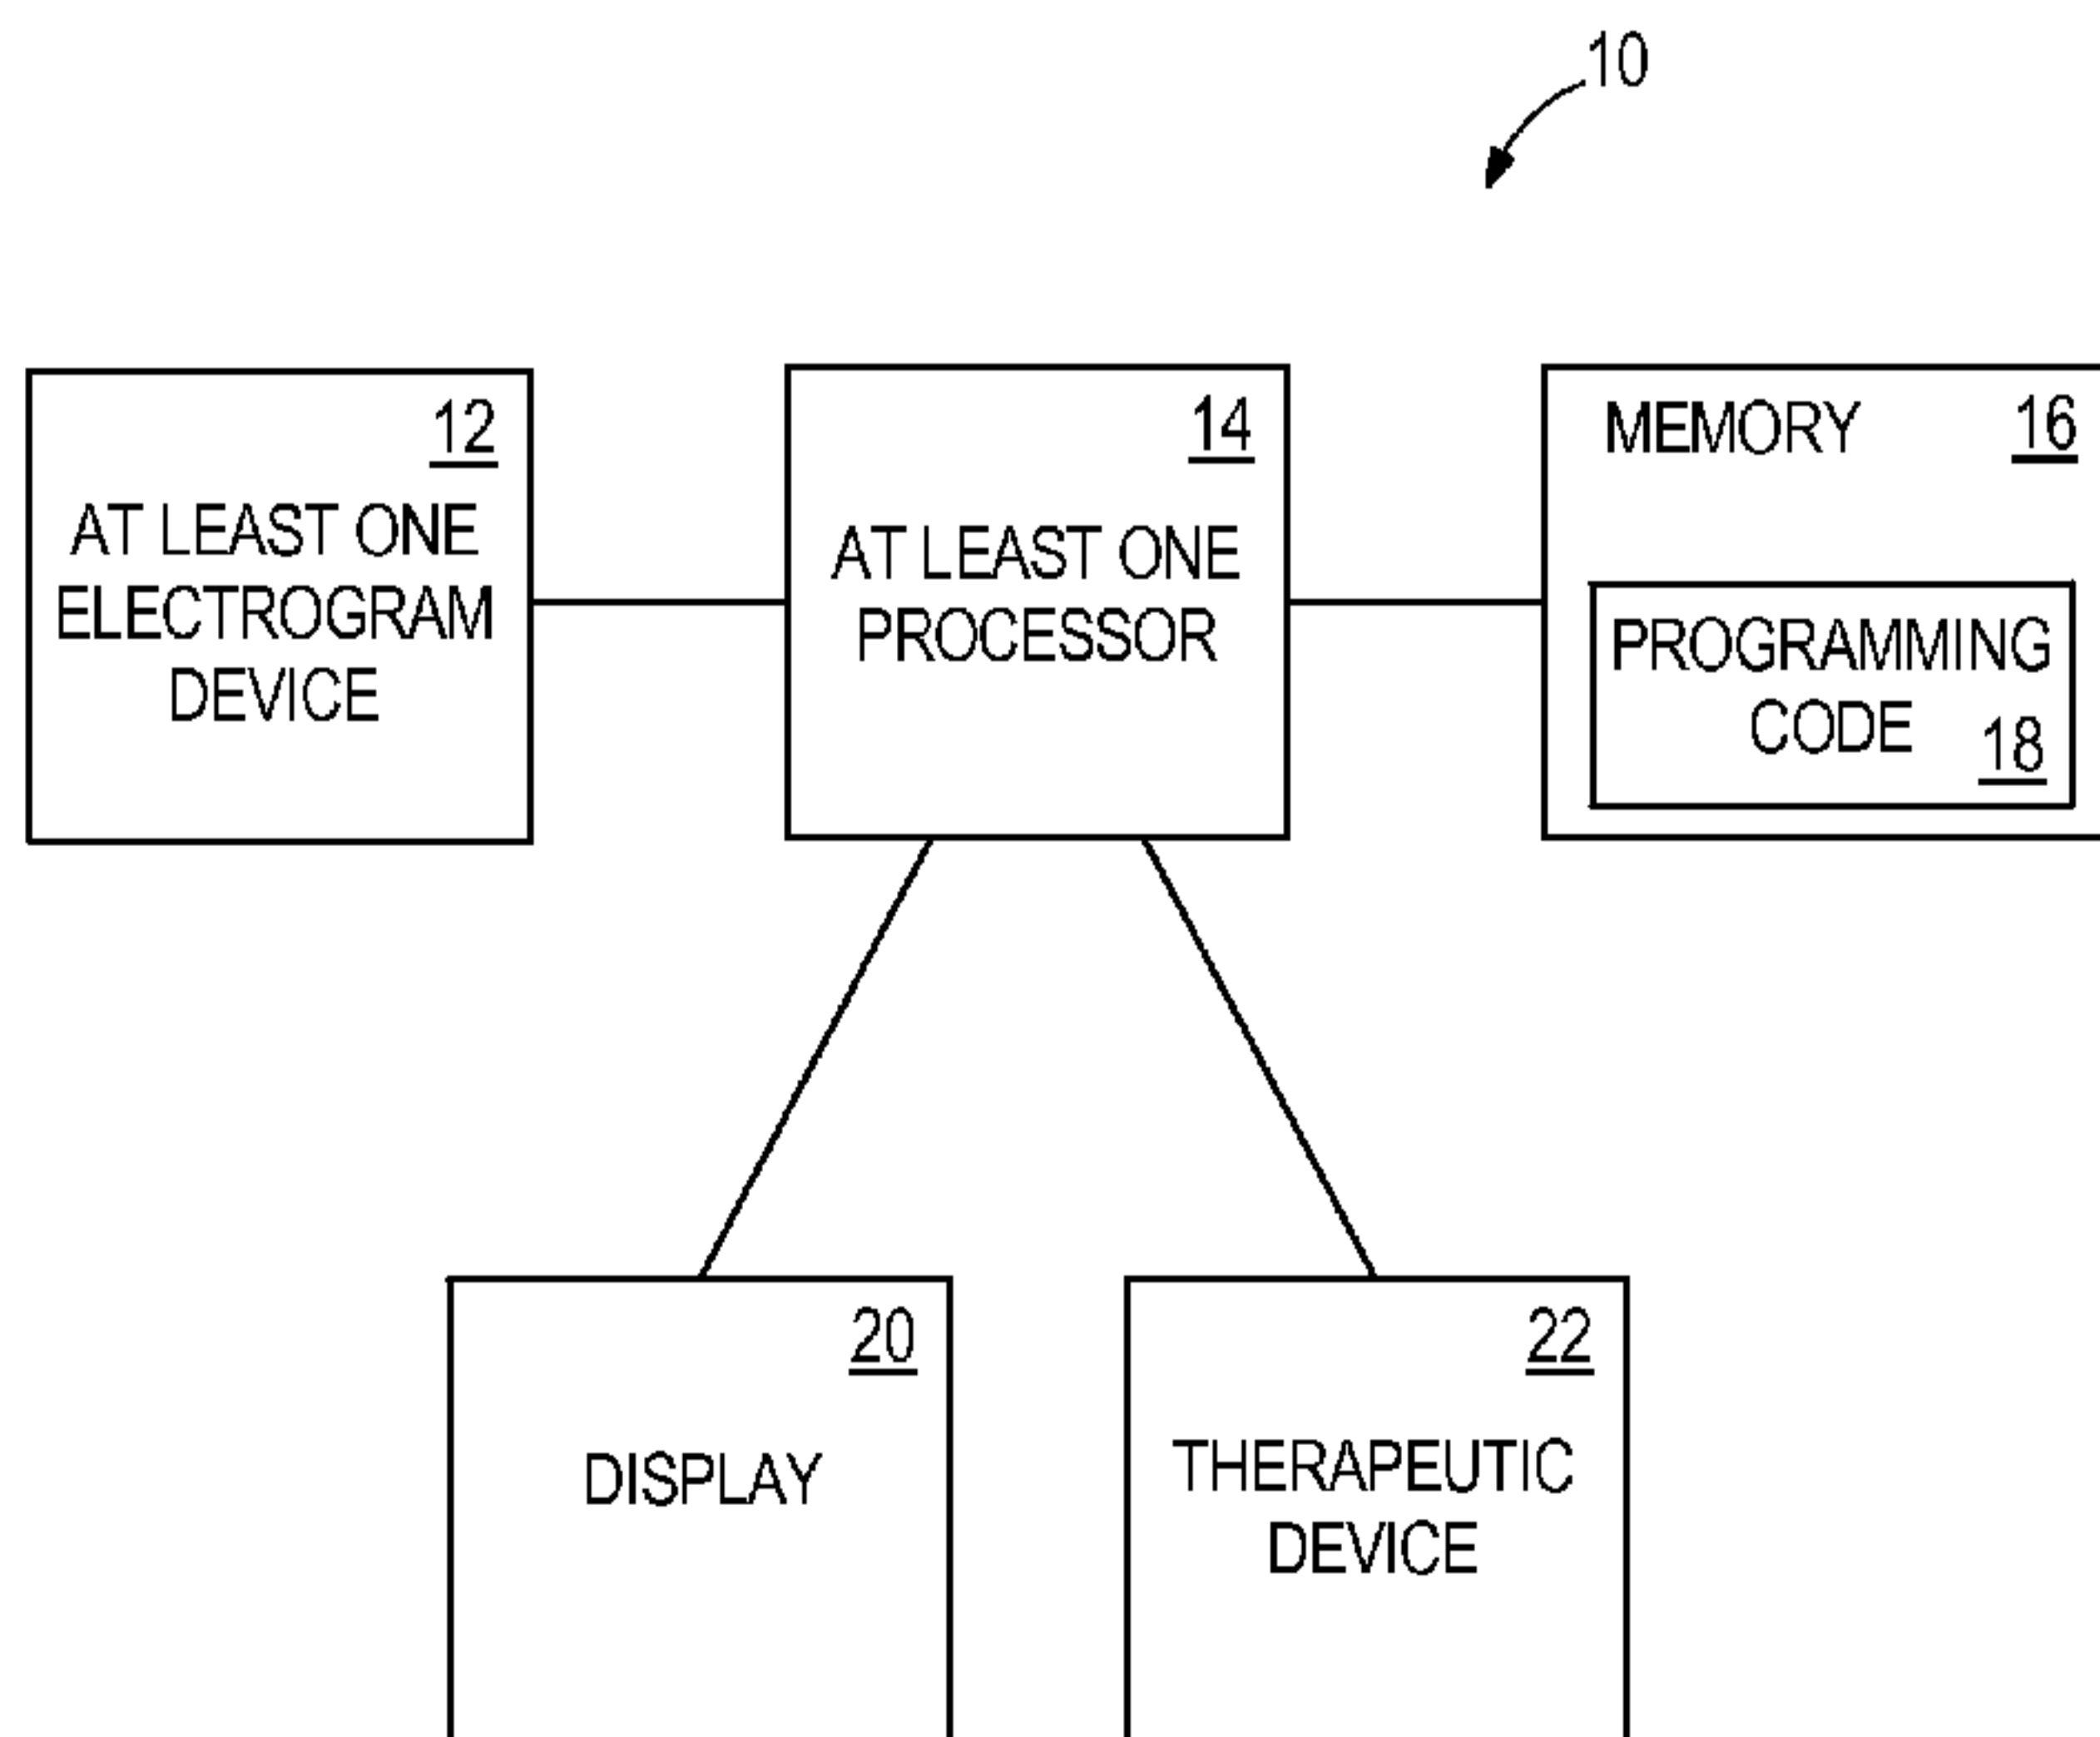 10
12
AT LEAST ONE
ELECTROGRAM
DEVICE
14
AT LEAST ONE
PROCESSOR
MEMORY 16
PROGRAMMING
CODE 18
20
DISPLAY
22
THERAPEUTIC
DEVICE